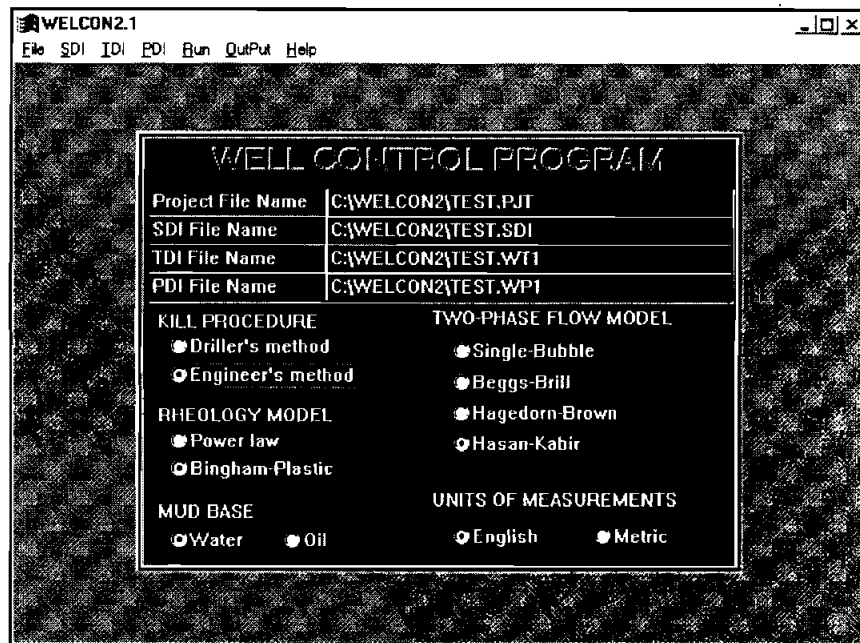 WELCON2.1
File SDI TDI PDI Run OutPut Help
WELL CONTROL PROGRAM
Project File Name C:\WELCON2\TEST.PJT
SDI File Name C:\WELCON2\TEST.SDI
TDI File Name C:\WELCON2\TEST.WT1
PDI File Name C:\WELCON2\TEST.WP1
KILL PROCEDURE
Driller's method
Engineer's method
RHEOLOGY MODEL
Power law
Bingham-Plastic
MUD BASE
Water Oil
TWO-PHASE FLOW MODEL
Single-Bubble
Beggs-Brill
Hagedorn-Brown
Hasan-Kabir
UNITS OF MEASUREMENTS
English Metric